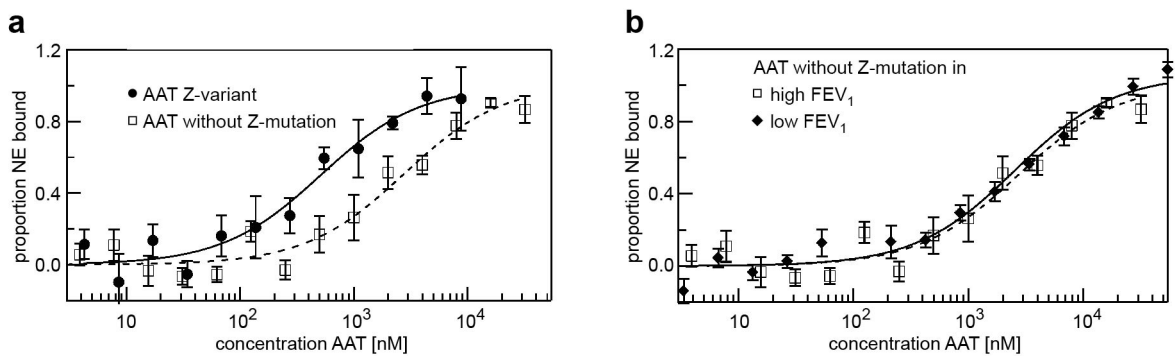 a
1.2
0.8
0.4
0.0
proportion NE bound
AAT Z-variant
AAT without Z-mutation
10
10²
10³
10⁴
concentration AAT [nM]
b
1.2
0.8
0.4
0.0
proportion NE bound
AAT without Z-mutation in
high FEV₁
low FEV₁
10
10²
10³
10⁴
concentration AAT [nM]